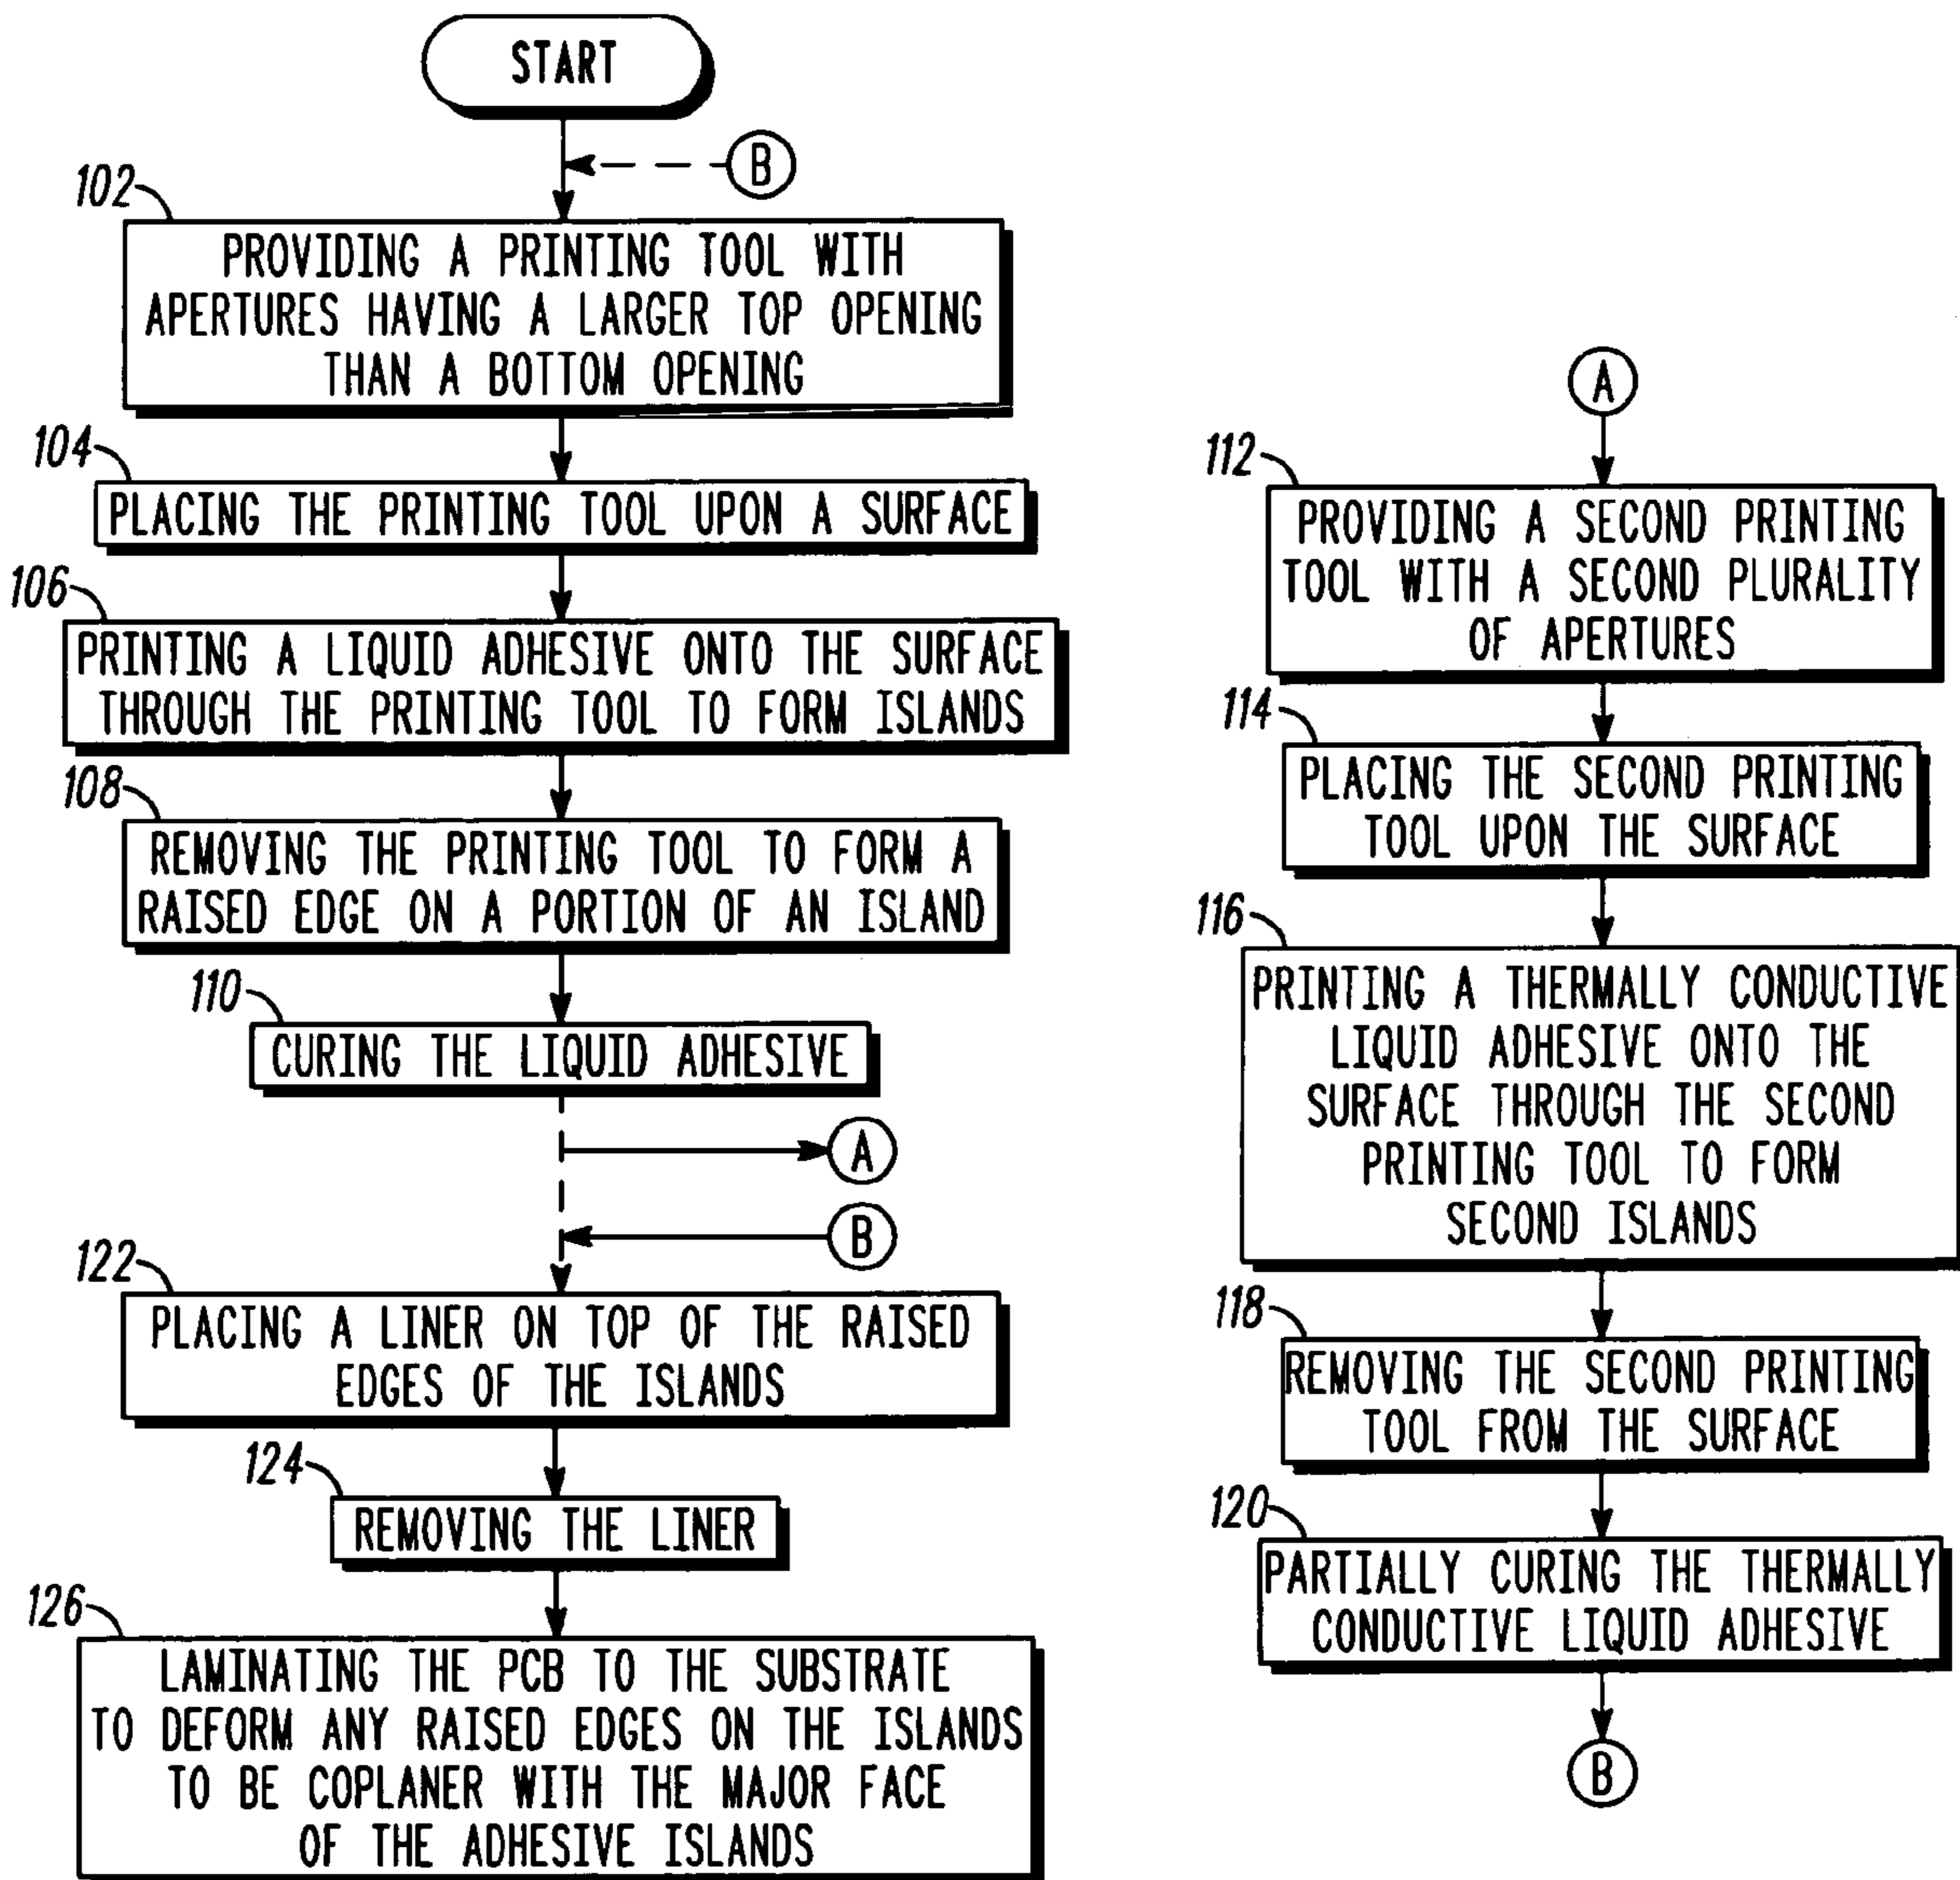 START
B
102
PROVIDING A PRINTING TOOL WITH
APERTURES HAVING A LARGER TOP OPENING
THAN A BOTTOM OPENING
104
PLACING THE PRINTING TOOL UPON A SURFACE
106
PRINTING A LIQUID ADHESIVE ONTO THE SURFACE
THROUGH THE PRINTING TOOL TO FORM ISLANDS
108
REMOVING THE PRINTING TOOL TO FORM A
RAISED EDGE ON A PORTION OF AN ISLAND
110
CURING THE LIQUID ADHESIVE
A
B
122
PLACING A LINER ON TOP OF THE RAISED
EDGES OF THE ISLANDS
124
REMOVING THE LINER
126
LAMINATING THE PCB TO THE SUBSTRATE
TO DEFORM ANY RAISED EDGES ON THE ISLANDS
TO BE COPLANER WITH THE MAJOR FACE
OF THE ADHESIVE ISLANDS
A
112
PROVIDING A SECOND PRINTING
TOOL WITH A SECOND PLURALITY
OF APERTURES
114
PLACING THE SECOND PRINTING
TOOL UPON THE SURFACE
116
PRINTING A THERMALLY CONDUCTIVE
LIQUID ADHESIVE ONTO THE
SURFACE THROUGH THE SECOND
PRINTING TOOL TO FORM
SECOND ISLANDS
118
REMOVING THE SECOND PRINTING
TOOL FROM THE SURFACE
120
PARTIALLY CURING THE THERMALLY
CONDUCTIVE LIQUID ADHESIVE
B